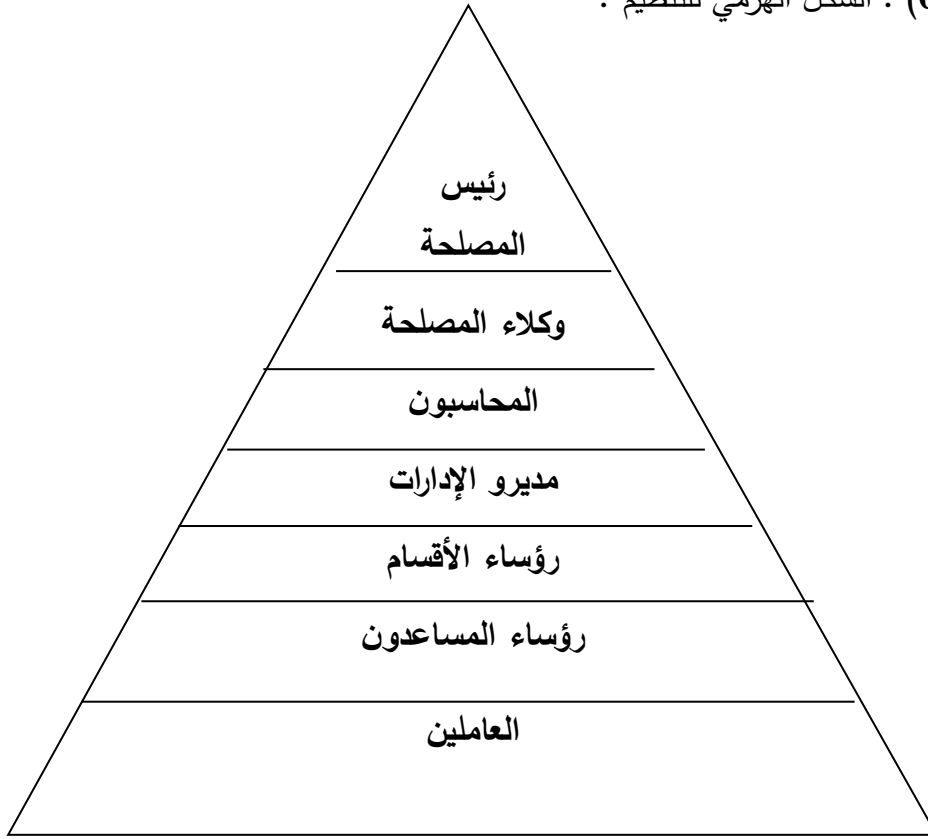 ) : الشكل الهرمي للتنظيم :
رئيس
المصلحة
وكلاء المصلحة
المحاسبون
مديرو الإدارات
رؤساء الأقسام
رؤساء المساعدون
العاملين